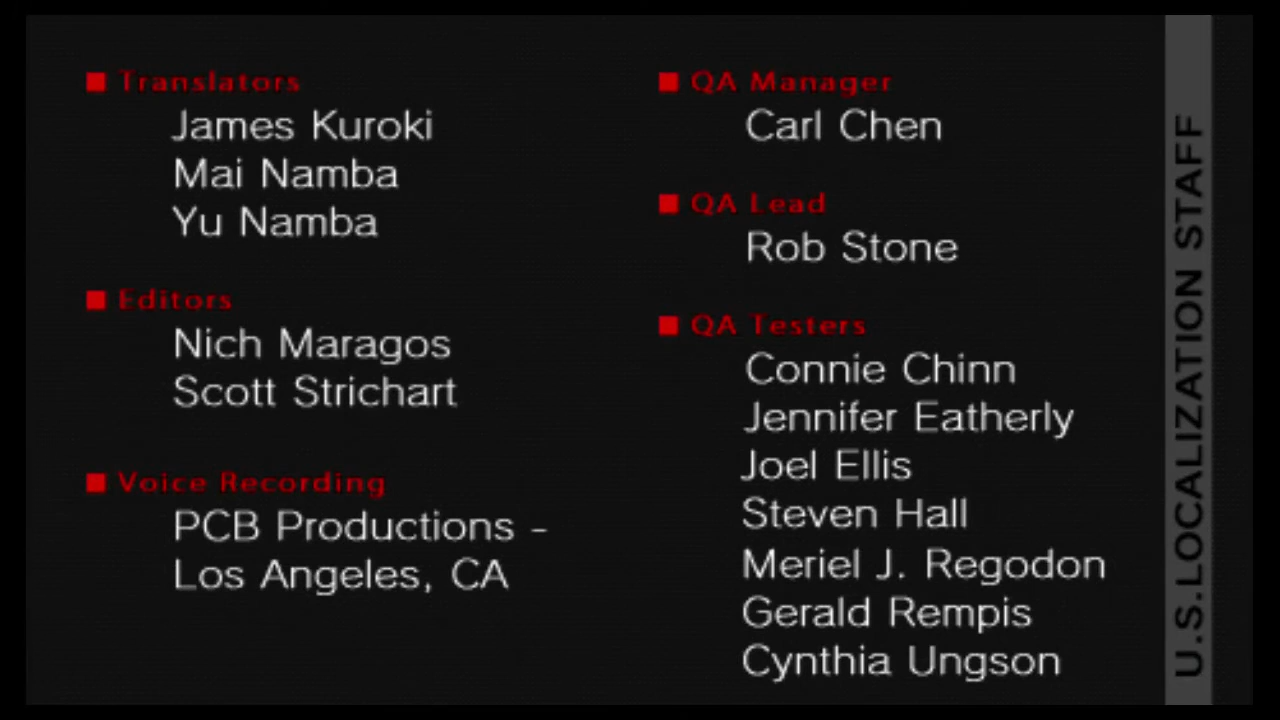 Translators
James Kuroki
Mai Namba
Yu Namba
Editors
Nich Maragos
Scott Strichart
Voice Recording
PCB Productions -
Los Angeles, CA
QA Manager
Carl Chen
QA Lead
Rob Stone
QA Testers
Connie Chinn
Jennifer Eatherly
Joel Ellis
Steven Hall
Meriel J. Regodon
Gerald Rempis
Cynthia Ungson
U.S.LOCALIZATION STAFF